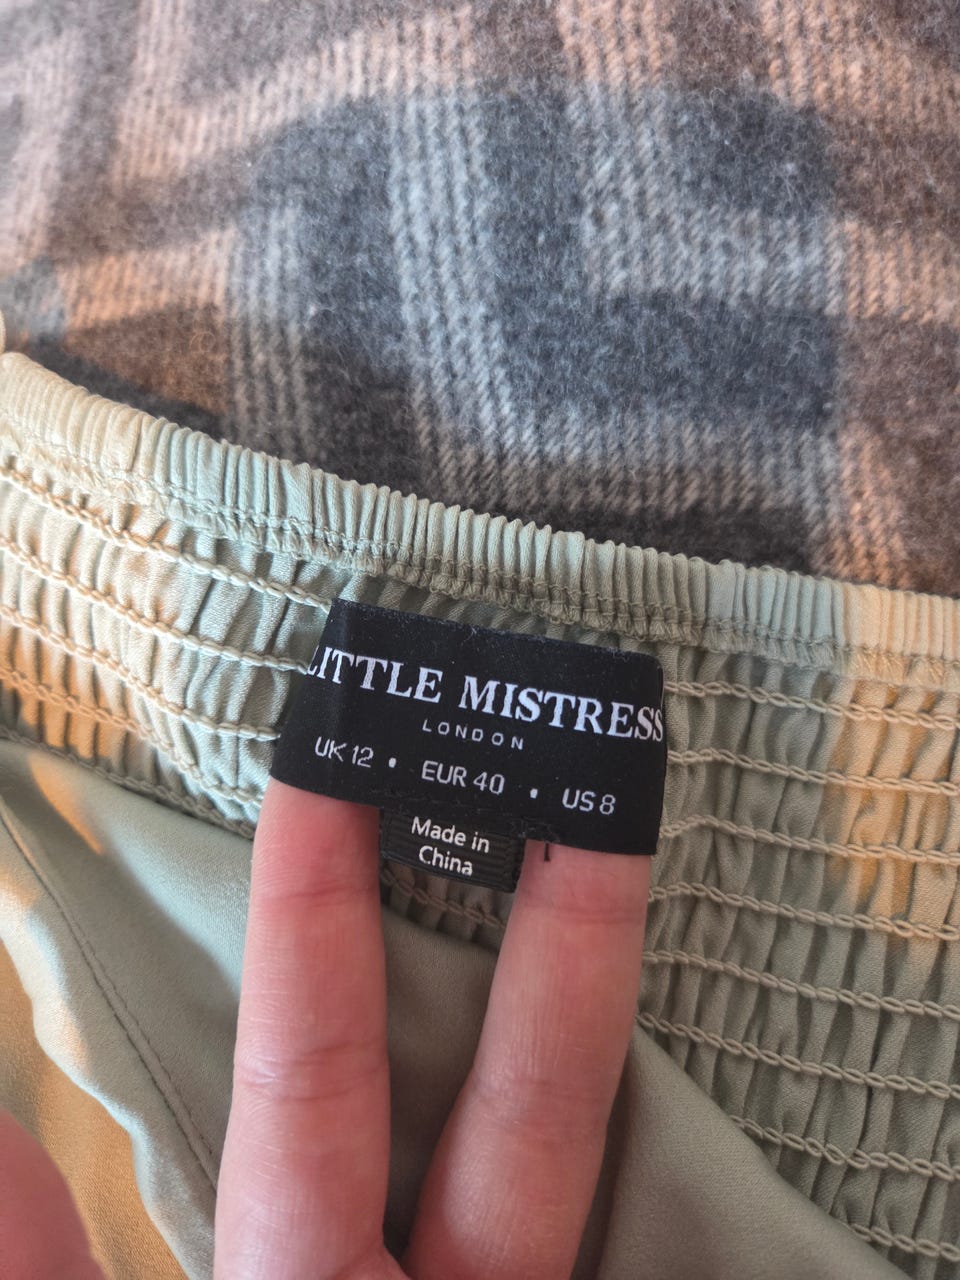 LITTLE MISTRESS
LONDON
UK 12 • EUR 40 • US 8
Made in
China